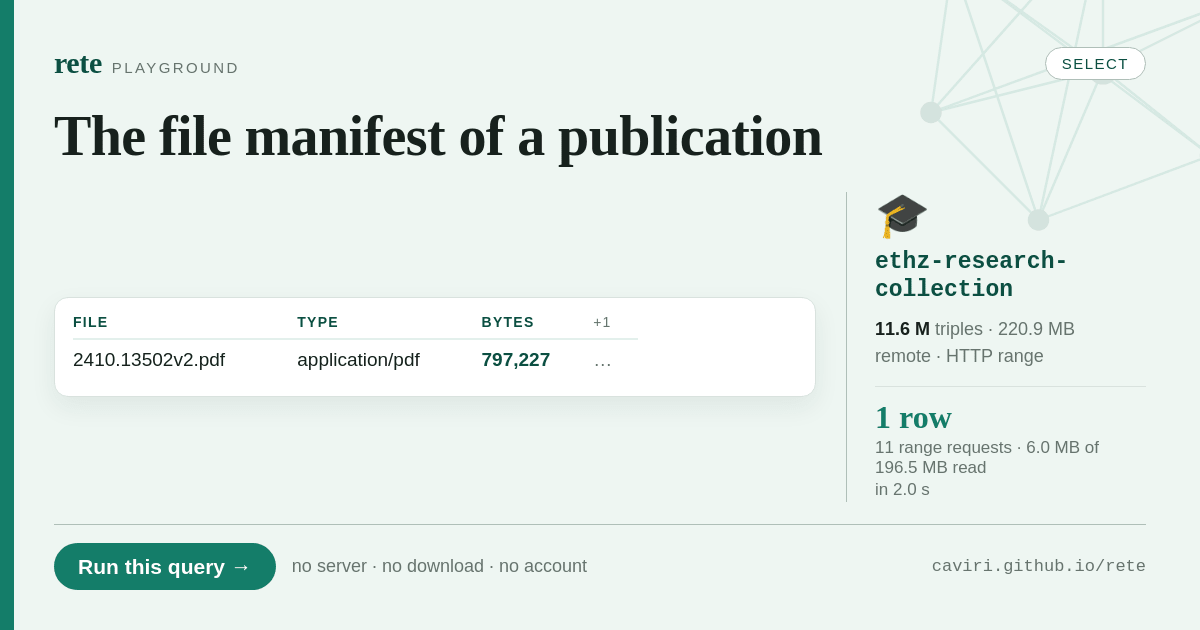 rete PLAYGROUND
SELECT
The file manifest of a publication
FILE TYPE BYTES +1
2410.13502v2.pdf application/pdf 797,227 ...
ethz-research-
collection
11.6 M triples · 220.9 MB
remote · HTTP range
1 row
11 range requests · 6.0 MB of
196.5 MB read
in 2.0 s
Run this query →
no server · no download · no account
caviri.github.io/rete